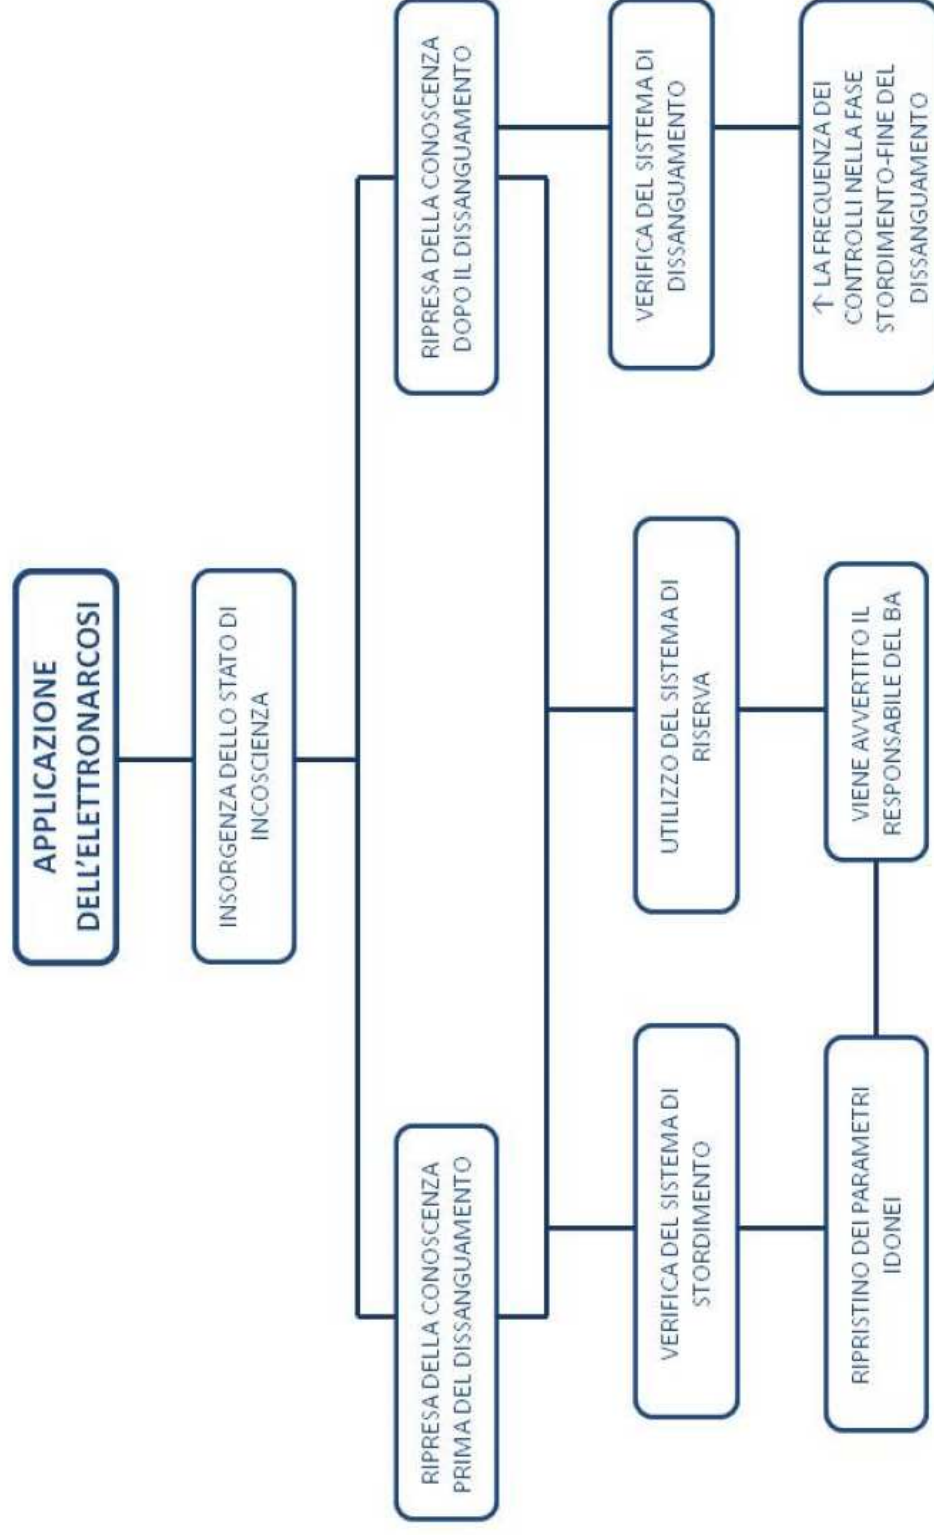 APPLICAZIONE
DELL'ELETTRONARCOSI
INSORGENZA DELLO STATO DI
INCOSCIENZA
RIPRESA DELLA CONOSCENZA
PRIMA DEL DISSANGUAMENTO
RIPRESA DELLA CONOSCENZA
DOPO IL DISSANGUAMENTO
VERIFICA DEL SISTEMA DI
STORDIMENTO
UTILIZZO DEL SISTEMA DI
RISERVA
VERIFICA DEL SISTEMA DI
DISSANGUAMENTO
RIPRISTINO DEI PARAMETRI
IDONEI
VIENE AVVERTITO IL
RESPONSABILE DEL BA
↑ LA FREQUENZA DEI
CONTROLLI NELLA FASE
STORDIMENTO-FINE DEL
DISSANGUAMENTO